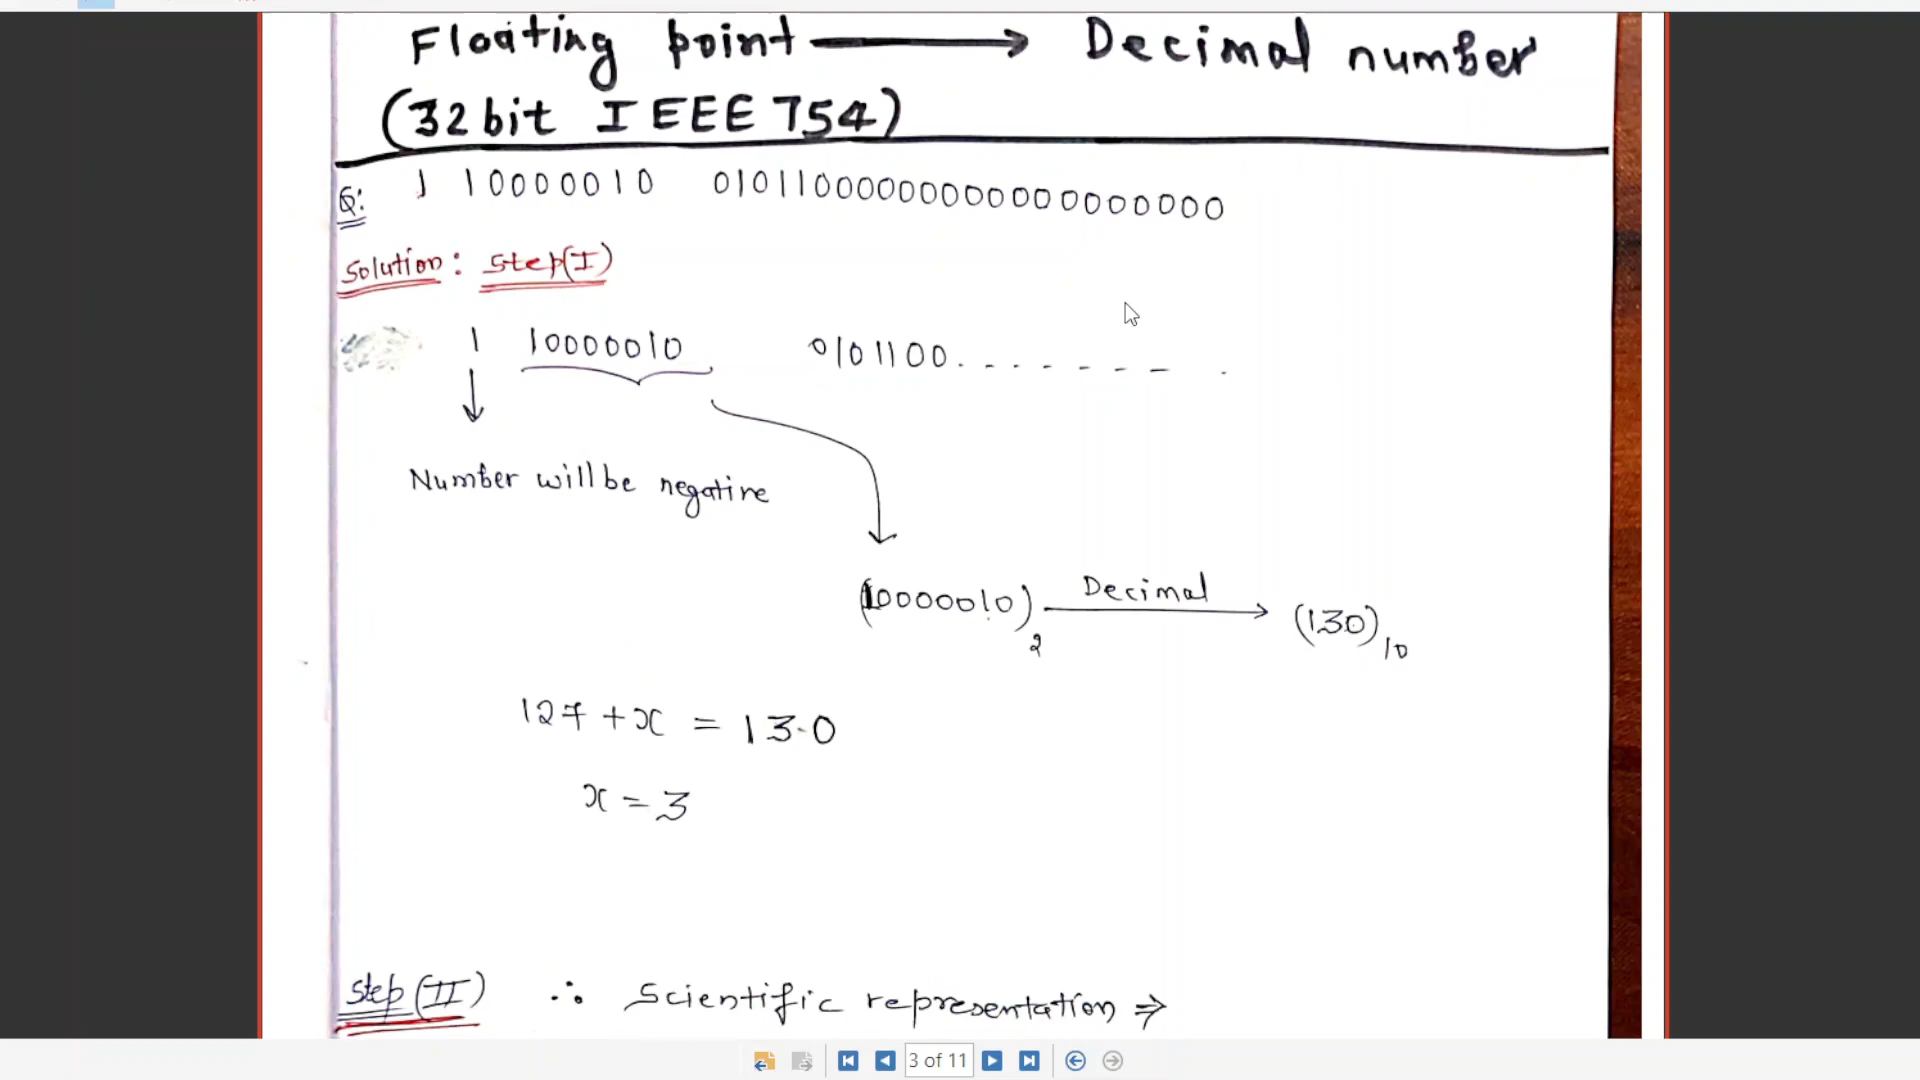 Floating point → Decimal number
(32 bit IEEE 754)
Q: 1 10000010 01011000000000000000000
Solution: Step(I)
1 10000010 0101100. - - - - - - .
Number will be negative
(10000010)2 Decimal → (130)10
127 + x = 130
x = 3
Step (II) ∴ Scientific representation ⇒
3 of 11